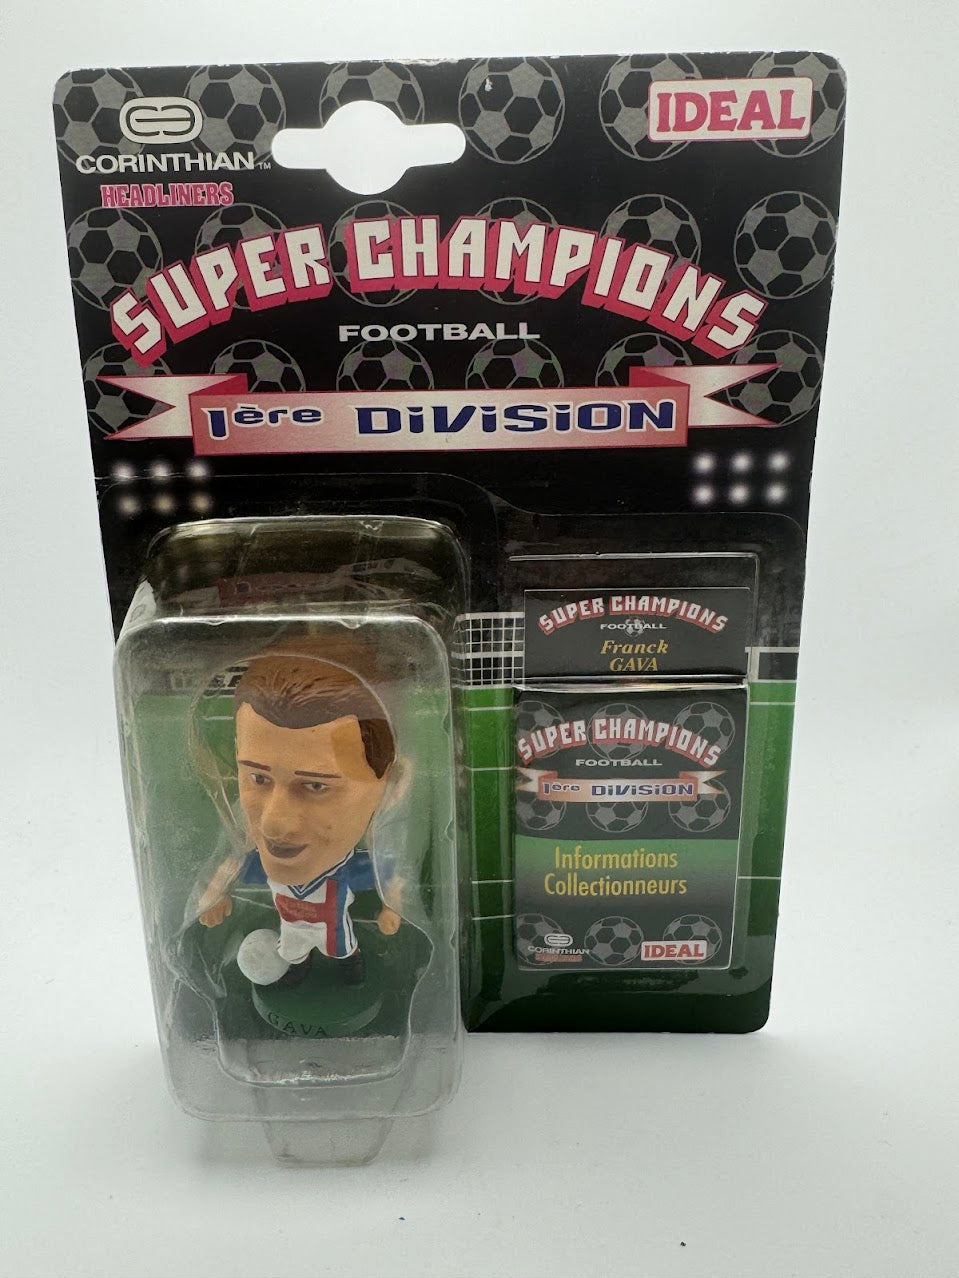 CORINTHIAN™
HEADLINERS
IDEAL
SUPER CHAMPIONS
FOOTBALL
1ère DiViSiON
SUPER CHAMPIONS
FOOTBALL
Franck
GAVA
SUPER CHAMPIONS
FOOTBALL
1ère DiViSiON
Informations
Collectionneurs
CORINTHIAN
IDEAL
GAVA